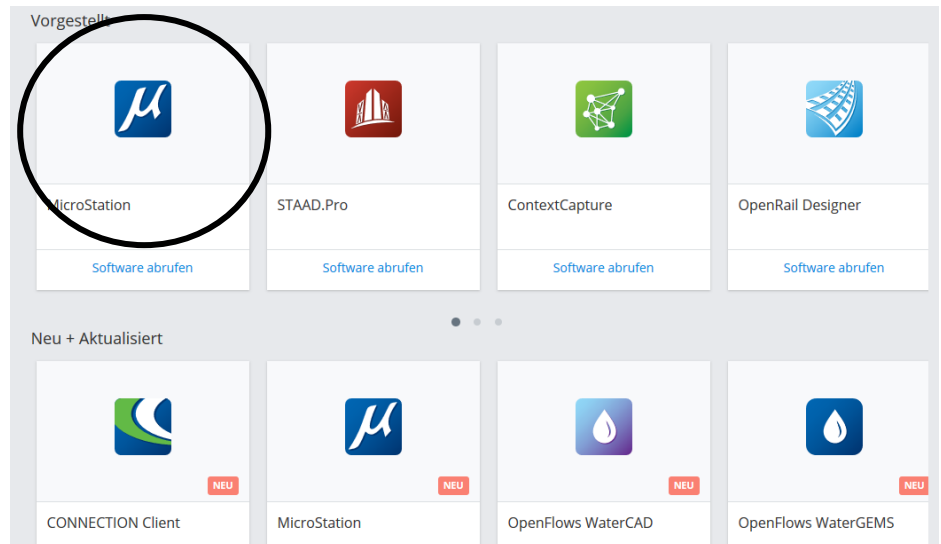 Vorgestellt
MicroStation
STAAD.Pro
ContextCapture
OpenRail Designer
Software abrufen
Software abrufen
Software abrufen
Software abrufen
Neu + Aktualisiert
NEU
NEU
NEU
NEU
CONNECTION Client
MicroStation
OpenFlows WaterCAD
OpenFlows WaterGEMS